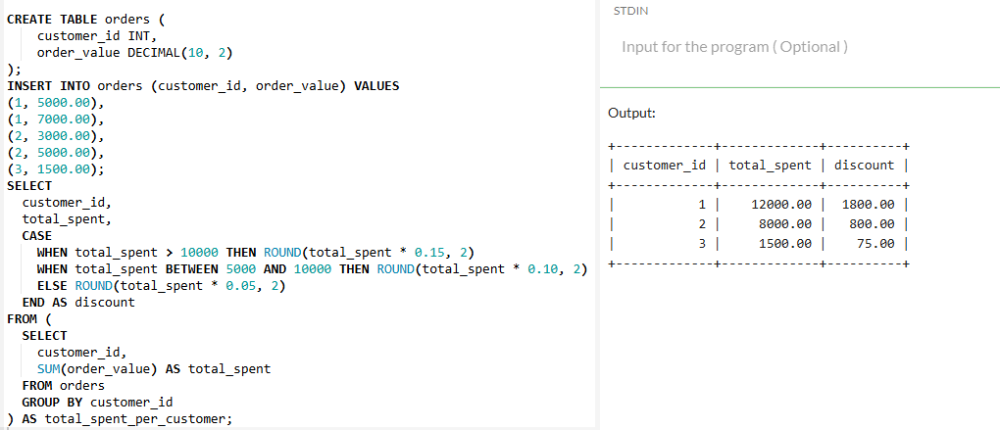 CREATE TABLE orders (
    customer_id INT,
    order_value DECIMAL(10, 2)
);
INSERT INTO orders (customer_id, order_value) VALUES
(1, 5000.00),
(1, 7000.00),
(2, 3000.00),
(2, 5000.00),
(3, 1500.00);
SELECT
  customer_id,
  total_spent,
  CASE
    WHEN total_spent > 10000 THEN ROUND(total_spent * 0.15, 2)
    WHEN total_spent BETWEEN 5000 AND 10000 THEN ROUND(total_spent * 0.10, 2)
    ELSE ROUND(total_spent * 0.05, 2)
  END AS discount
FROM (
  SELECT
    customer_id,
    SUM(order_value) AS total_spent
  FROM orders
  GROUP BY customer_id
) AS total_spent_per_customer;
STDIN
Input for the program ( Optional )
Output:
+-------------+-------------+----------+
| customer_id | total_spent | discount |
+-------------+-------------+----------+
|           1 |    12000.00 |  1800.00 |
|           2 |     8000.00 |   800.00 |
|           3 |     1500.00 |    75.00 |
+-------------+-------------+----------+